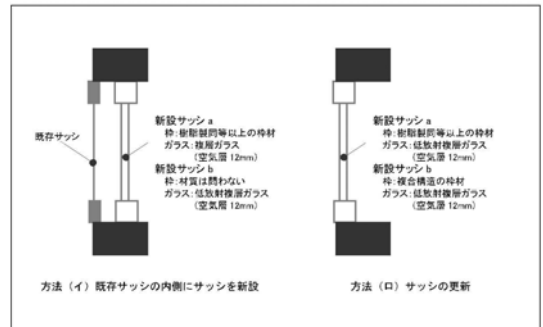 既存サッシ
新設サッシ a
枠:樹脂製同等以上の枠材
ガラス:複層ガラス
(空気層 12mm)
新設サッシ b
枠:材質は問わない
ガラス:低放射複層ガラス
(空気層 12mm)
方法(イ)既存サッシの内側にサッシを新設
新設サッシ a
枠:樹脂製同等以上の枠材
ガラス:低放射複層ガラス
(空気層 12mm)
新設サッシ b
枠:複合構造の枠材
ガラス:低放射複層ガラス
(空気層 12mm)
方法(ロ)サッシの更新